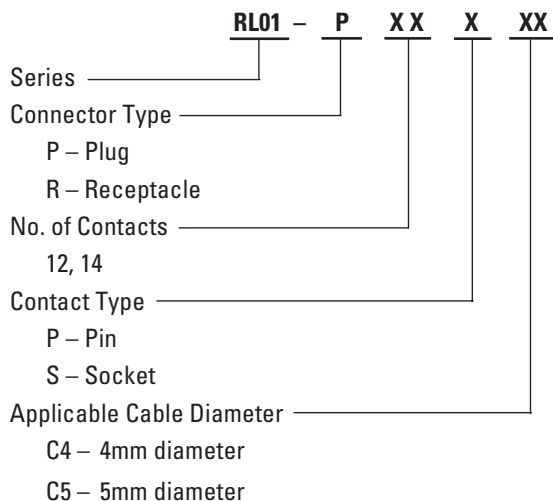 RL01 – P X X X XX
Series
Connector Type
P – Plug
R – Receptacle
No. of Contacts
12, 14
Contact Type
P – Pin
S – Socket
Applicable Cable Diameter
C4 – 4mm diameter
C5 – 5mm diameter